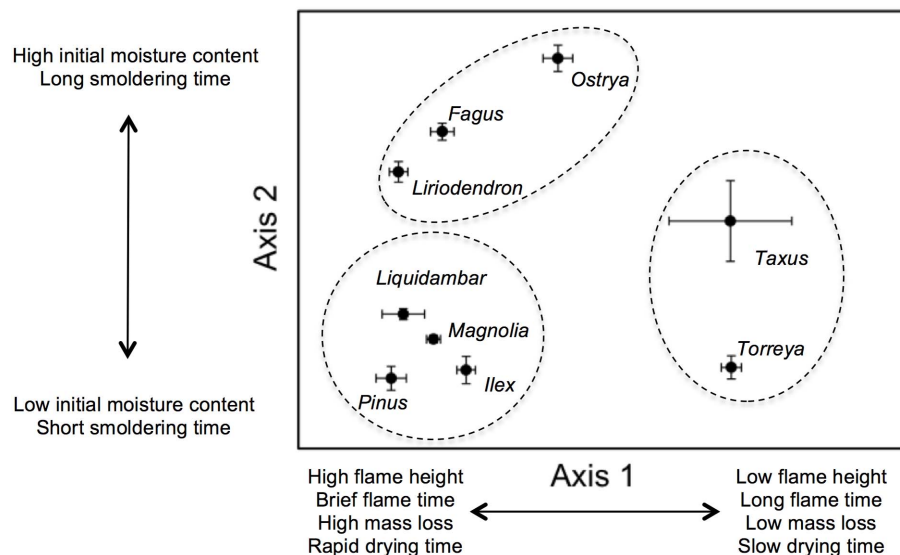 High initial moisture content
Long smoldering time
Low initial moisture content
Short smoldering time
Axis 2
Ostrya
Fagus
Liriodendron
Taxus
Liquidambar
Magnolia
Torreya
Ilex
Pinus
Axis 1
High flame height
Brief flame time
High mass loss
Rapid drying time
Low flame height
Long flame time
Low mass loss
Slow drying time